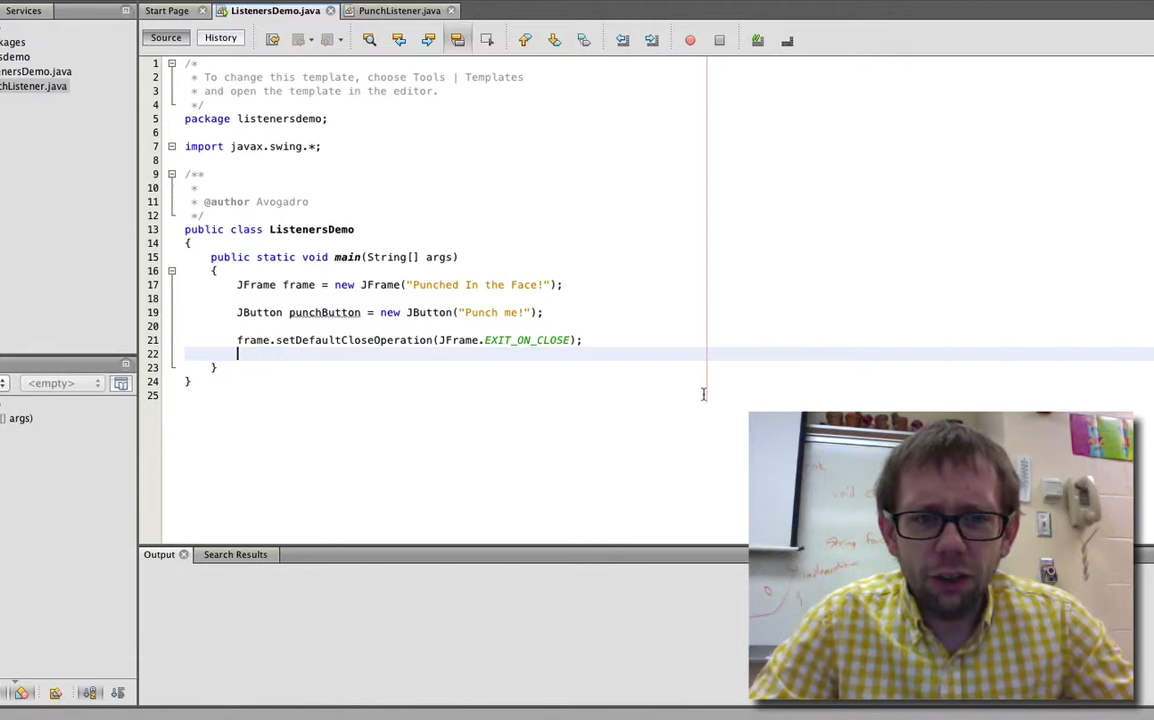 Services
Start Page
ListenersDemo.java
PunchListener.java
Source
History
kages
sdemo
enersDemo.java
chListener.java
1 /*
2 * To change this template, choose Tools | Templates
3 * and open the template in the editor.
4 */
5 package listenersdemo;
6
7 import javax.swing.*;
8
9 /**
10 *
11 * @author Avogadro
12 */
13 public class ListenersDemo
14 {
15 public static void main(String[] args)
16 {
17 JFrame frame = new JFrame("Punched In the Face!");
18
19 JButton punchButton = new JButton("Punch me!");
20
21 frame.setDefaultCloseOperation(JFrame.EXIT_ON_CLOSE);
22
23 }
24 }
25
<empty>
[] args)
void
String
Output
Search Results